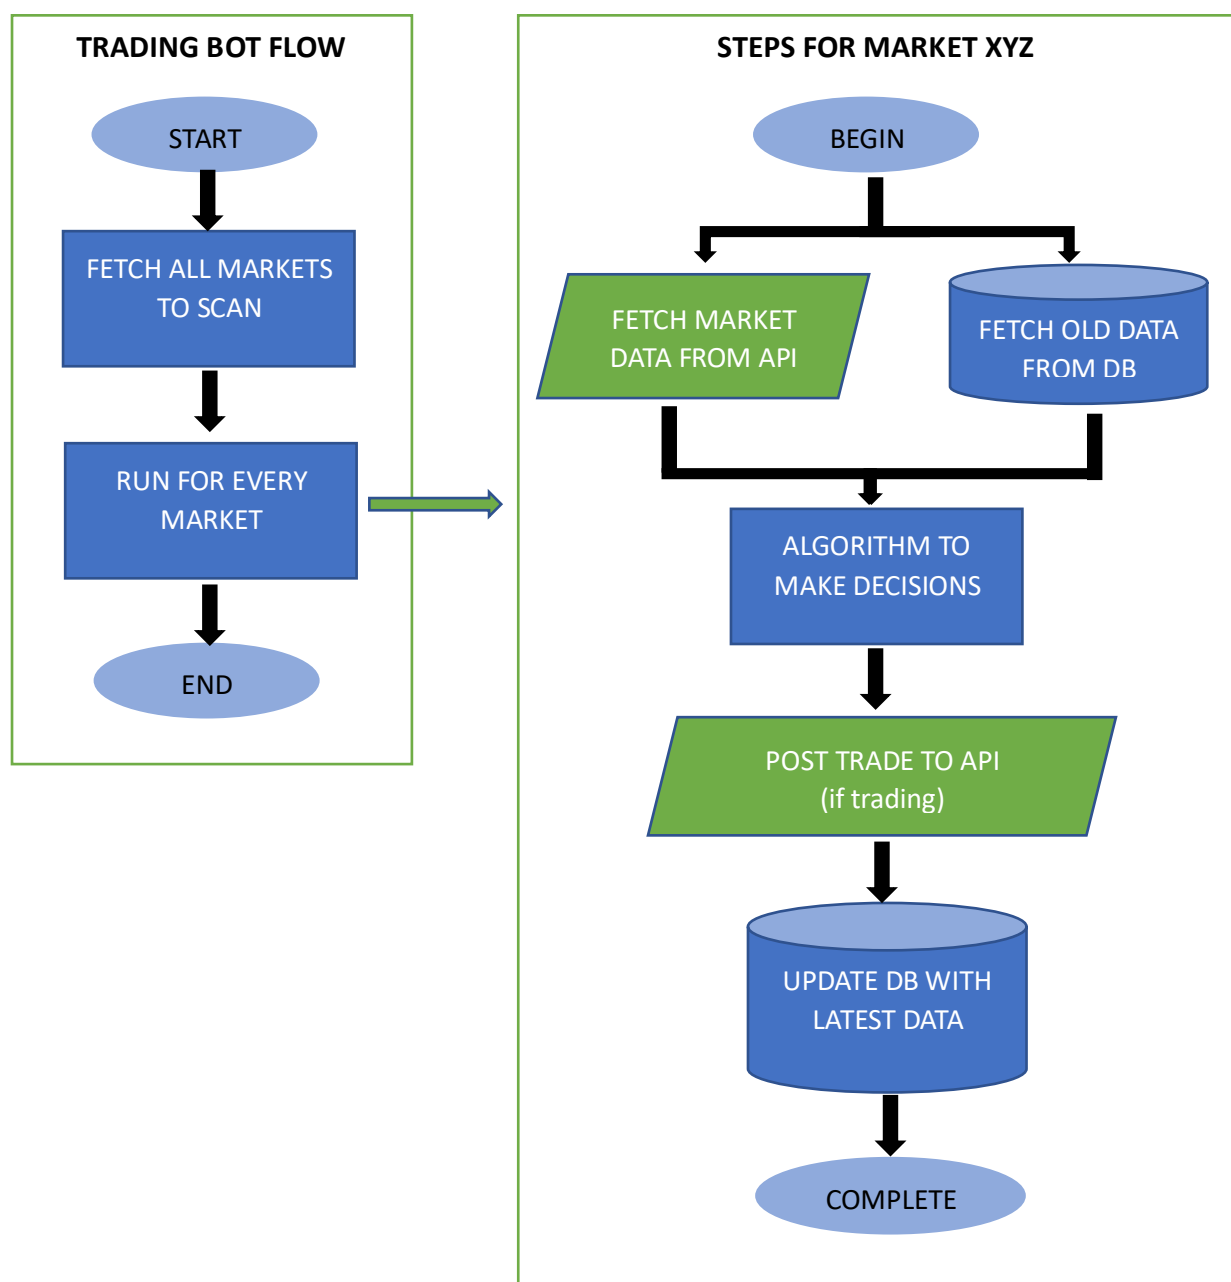 TRADING BOT FLOW
START
FETCH ALL MARKETS
TO SCAN
RUN FOR EVERY
MARKET
END
STEPS FOR MARKET XYZ
BEGIN
FETCH MARKET
DATA FROM API
FETCH OLD DATA
FROM DB
ALGORITHM TO
MAKE DECISIONS
POST TRADE TO API
(if trading)
UPDATE DB WITH
LATEST DATA
COMPLETE